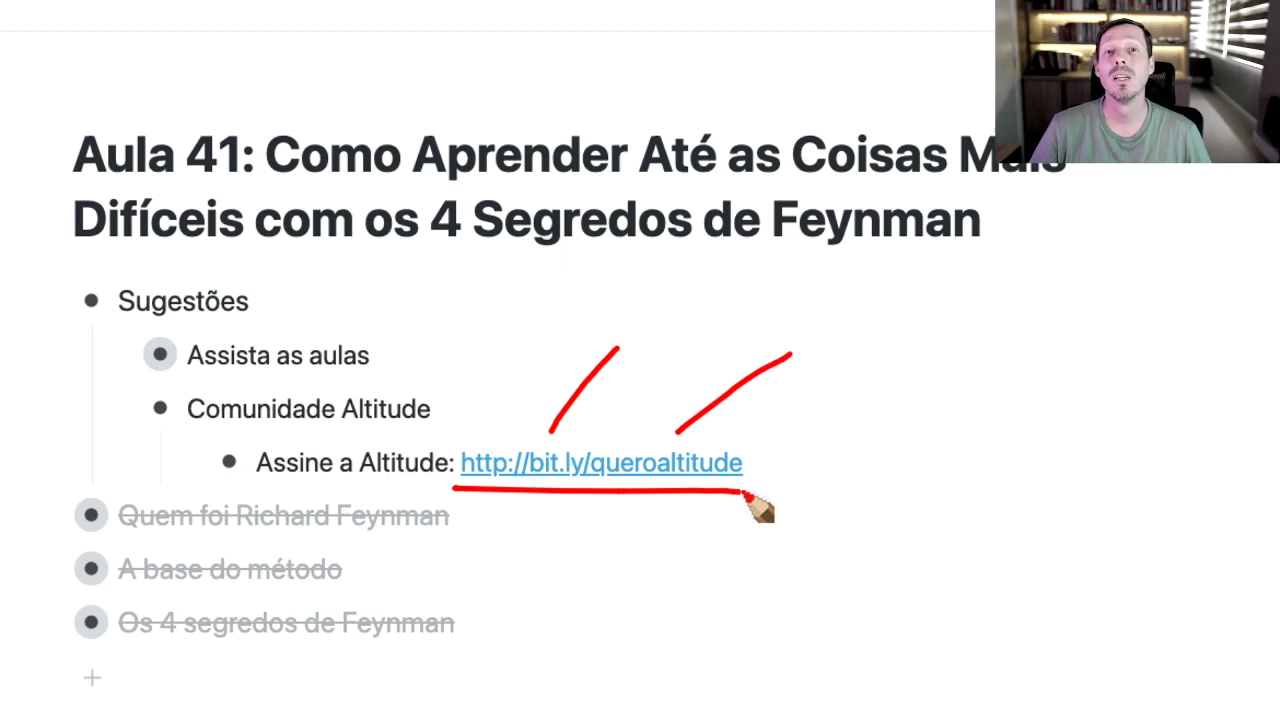 Aula 41: Como Aprender Até as Coisas Mais
Difíceis com os 4 Segredos de Feynman
Sugestões
Assista as aulas
Comunidade Altitude
Assine a Altitude: http://bit.ly/queroaltitude
Quem foi Richard Feynman
A base do método
Os 4 segredos de Feynman